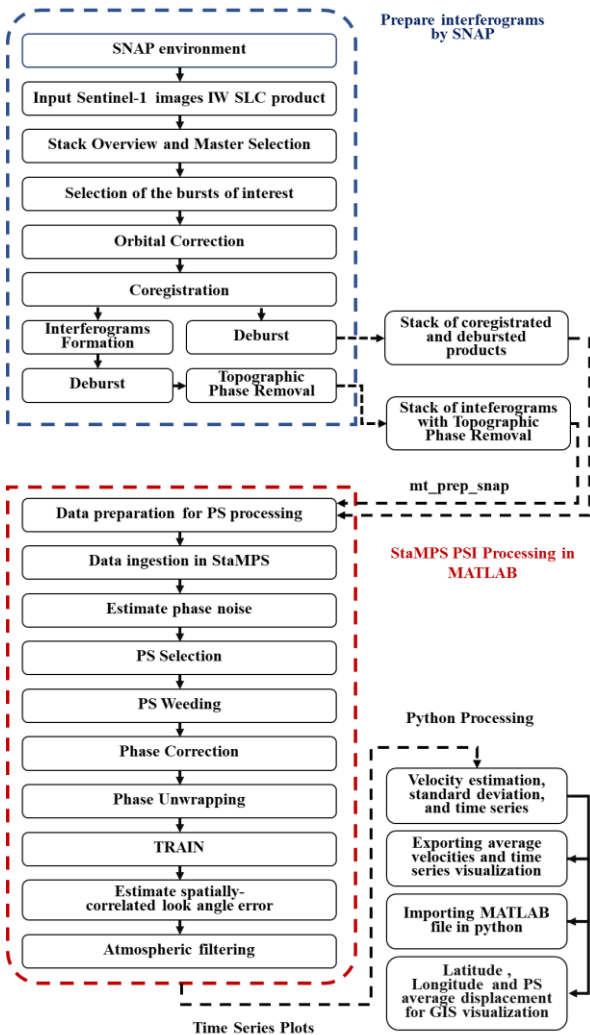 Prepare interferograms
by SNAP
SNAP environment
Input Sentinel-1 images IW SLC product
Stack Overview and Master Selection
Selection of the bursts of interest
Orbital Correction
Coregistration
Interferograms
Formation
Deburst
Deburst
Topographic
Phase Removal
Stack of coregistrated
and debursted
products
Stack of inteferograms
with Topographic
Phase Removal
mt_prep_snap
StaMPS PSI Processing in
MATLAB
Data preparation for PS processing
Data ingestion in StaMPS
Estimate phase noise
PS Selection
PS Weeding
Phase Correction
Phase Unwrapping
TRAIN
Estimate spatially-
correlated look angle error
Atmospheric filtering
Time Series Plots
Python Processing
Velocity estimation,
standard deviation,
and time series
Exporting average
velocities and time
series visualization
Importing MATLAB
file in python
Latitude ,
Longitude and PS
average displacement
for GIS visualization